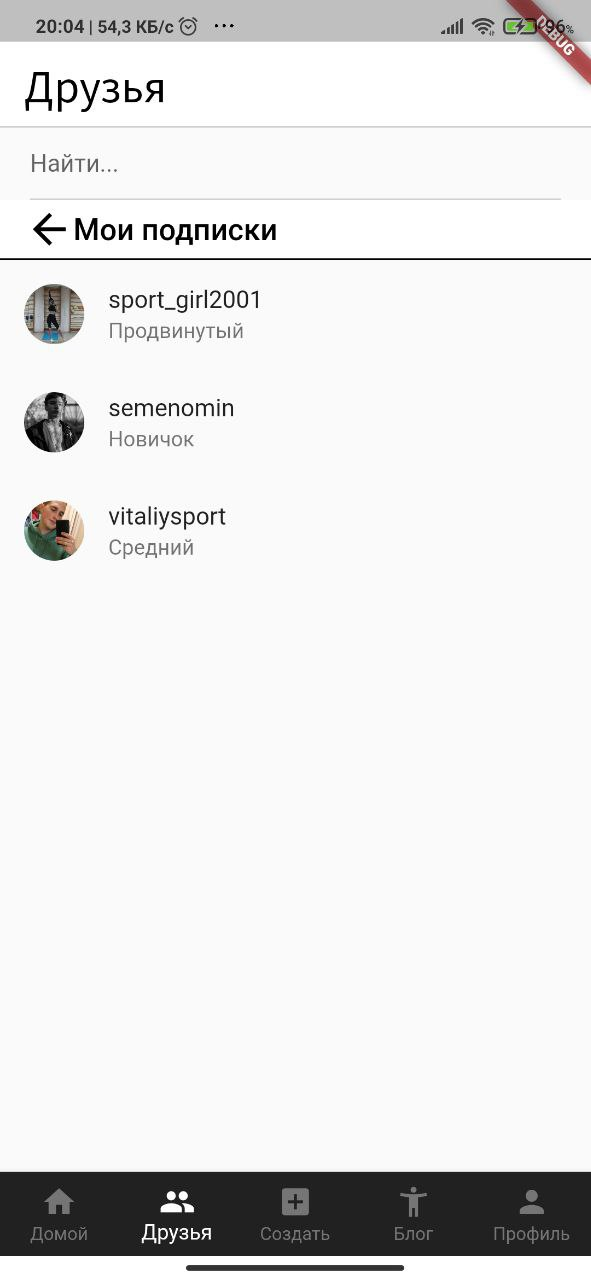 20:04 | 54,3 КБ/с ...
96%
DEBUG
Друзья
Найти...
Мои подписки
sport_girl2001
Продвинутый
semenomin
Новичок
vitaliysport
Средний
Домой
Друзья
Создать
Блог
Профиль